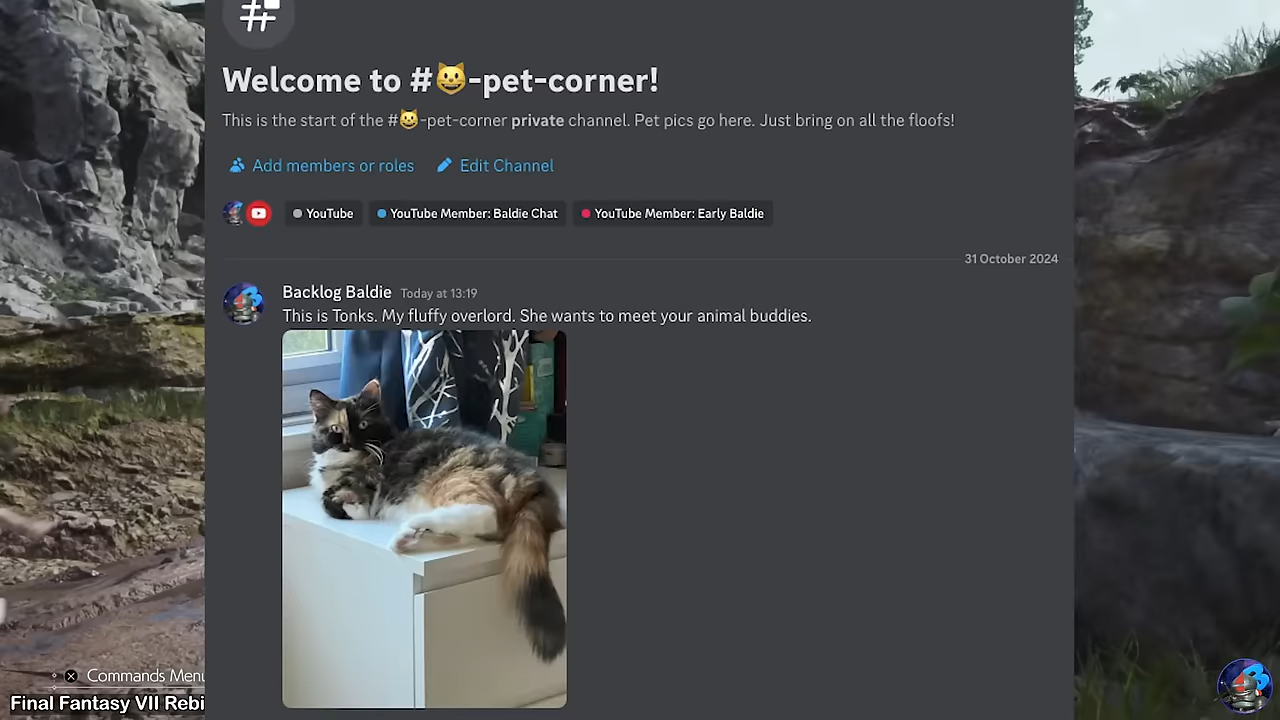 Welcome to #😺-pet-corner!
This is the start of the #😺-pet-corner private channel. Pet pics go here. Just bring on all the floofs!
Add members or roles Edit Channel
YouTube YouTube Member: Baldie Chat YouTube Member: Early Baldie
31 October 2024
Backlog Baldie Today at 13:19
This is Tonks. My fluffy overlord. She wants to meet your animal buddies.
Commands Menu
Final Fantasy VII Rebi